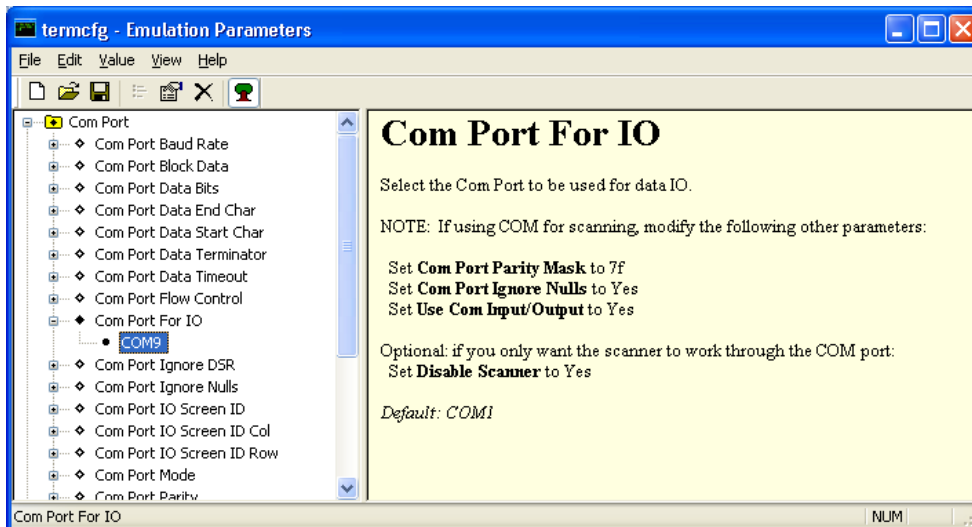 termcfg - Emulation Parameters
File Edit Value View Help
Com Port
Com Port Baud Rate
Com Port Block Data
Com Port Data Bits
Com Port Data End Char
Com Port Data Start Char
Com Port Data Terminator
Com Port Data Timeout
Com Port Flow Control
Com Port For IO
COM9
Com Port Ignore DSR
Com Port Ignore Nulls
Com Port IO Screen ID
Com Port IO Screen ID Col
Com Port IO Screen ID Row
Com Port Mode
Com Port Parity
Com Port For IO
Select the Com Port to be used for data IO.
NOTE: If using COM for scanning, modify the following other parameters:
Set Com Port Parity Mask to 7f
Set Com Port Ignore Nulls to Yes
Set Use Com Input/Output to Yes
Optional: if you only want the scanner to work through the COM port:
Set Disable Scanner to Yes
Default: COM1
Com Port For IO
NUM